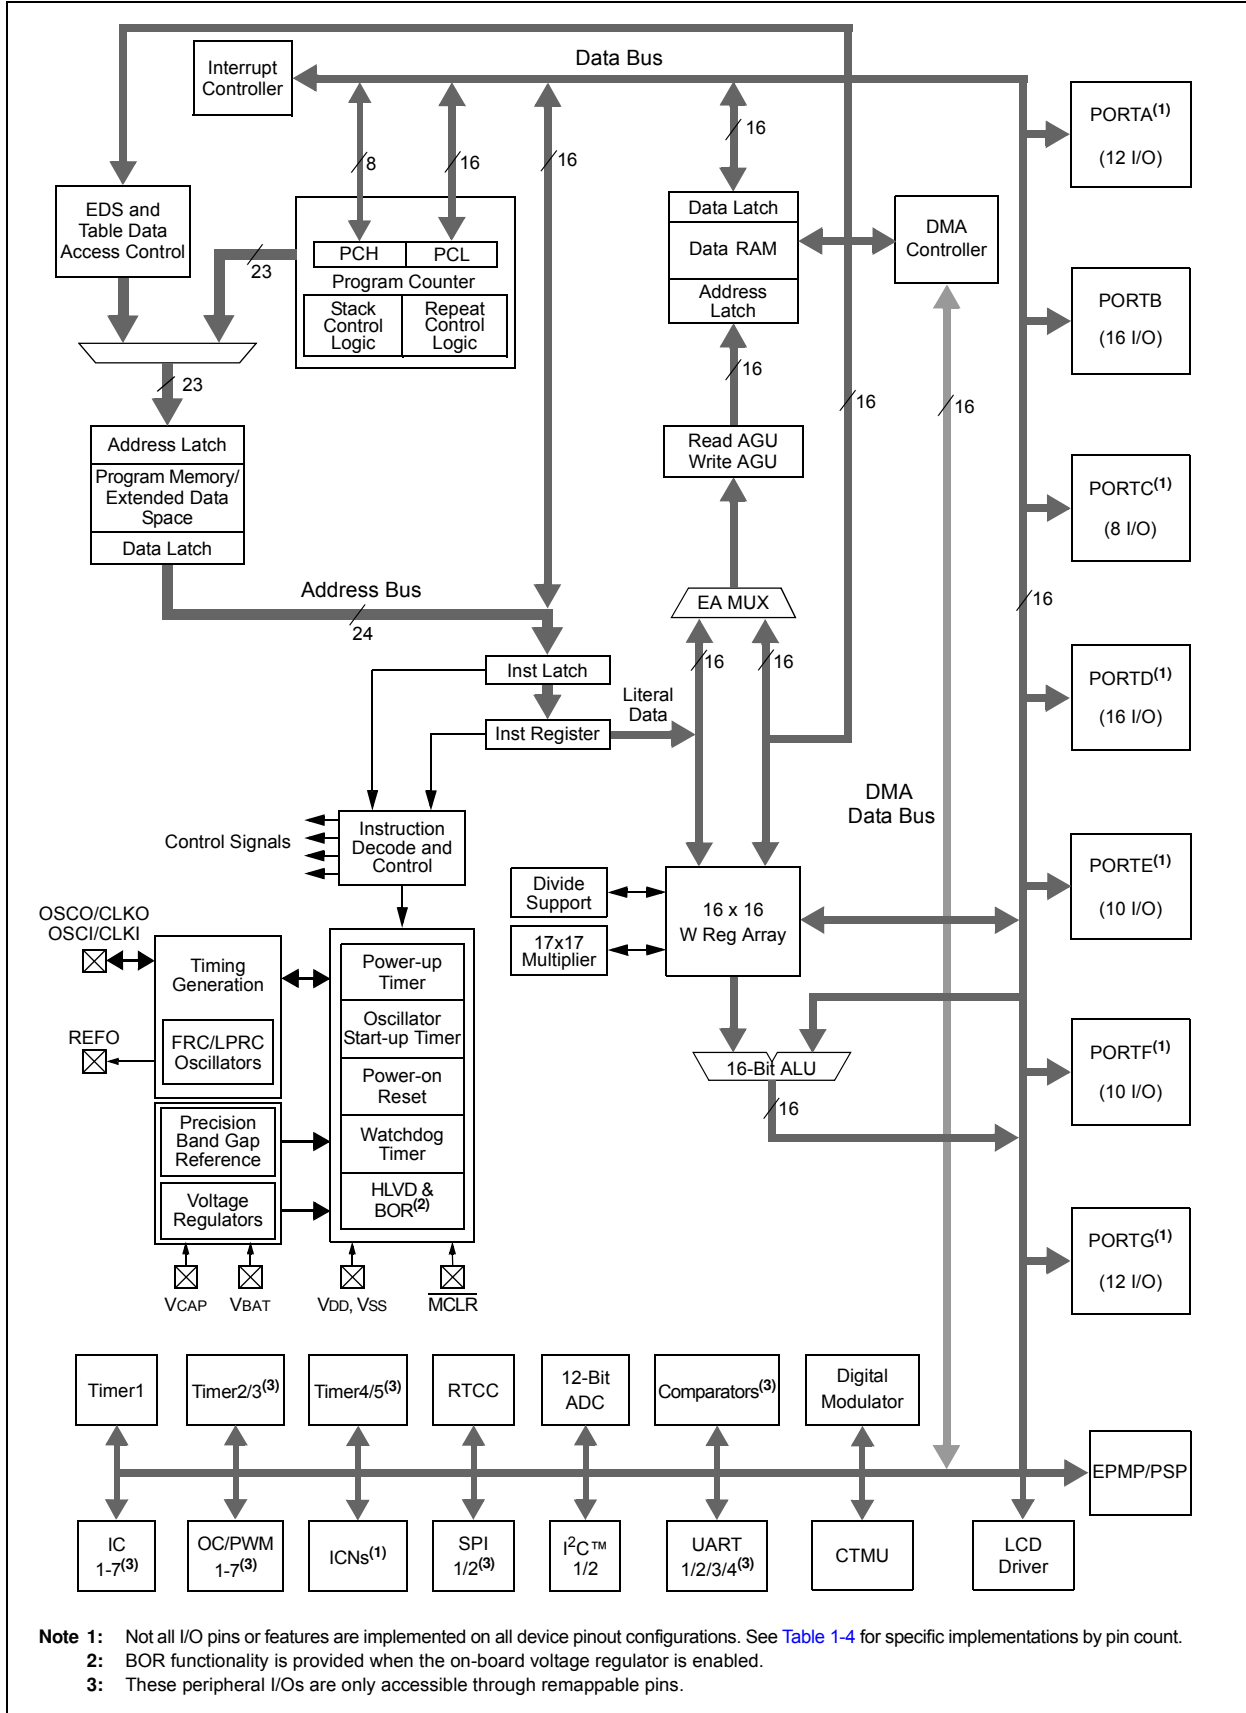 Data Bus
Interrupt
Controller
8
16
16
16
PORTA(1)
(12 I/O)
EDS and
Table Data
Access Control
23
PCH
PCL
Program Counter
Stack
Control
Logic
Repeat
Control
Logic
Data Latch
Data RAM
Address
Latch
DMA
Controller
PORTB
(16 I/O)
23
16
16
16
Address Latch
Program Memory/
Extended Data
Space
Data Latch
Read AGU
Write AGU
PORTC(1)
(8 I/O)
Address Bus
24
EA MUX
16
16
16
Inst Latch
Inst Register
Literal
Data
PORTD(1)
(16 I/O)
DMA
Data Bus
Control Signals
Instruction
Decode and
Control
Divide
Support
17x17
Multiplier
16 x 16
W Reg Array
PORTE(1)
(10 I/O)
OSCO/CLKO
OSCI/CLKI
Timing
Generation
REFO
FRC/LPRC
Oscillators
Power-up
Timer
Oscillator
Start-up Timer
Power-on
Reset
Watchdog
Timer
HLVD &
BOR(2)
Precision
Band Gap
Reference
Voltage
Regulators
16-Bit ALU
16
PORTF(1)
(10 I/O)
PORTG(1)
(12 I/O)
VCAP
VBAT
VDD, VSS
MCLR
Timer1
Timer2/3(3)
Timer4/5(3)
RTCC
12-Bit
ADC
Comparators(3)
Digital
Modulator
EPMP/PSP
IC
1-7(3)
OC/PWM
1-7(3)
ICNs(1)
SPI
1/2(3)
I2C™
1/2
UART
1/2/3/4(3)
CTMU
LCD
Driver
Note 1: Not all I/O pins or features are implemented on all device pinout configurations. See Table 1-4 for specific implementations by pin count.
2: BOR functionality is provided when the on-board voltage regulator is enabled.
3: These peripheral I/Os are only accessible through remappable pins.